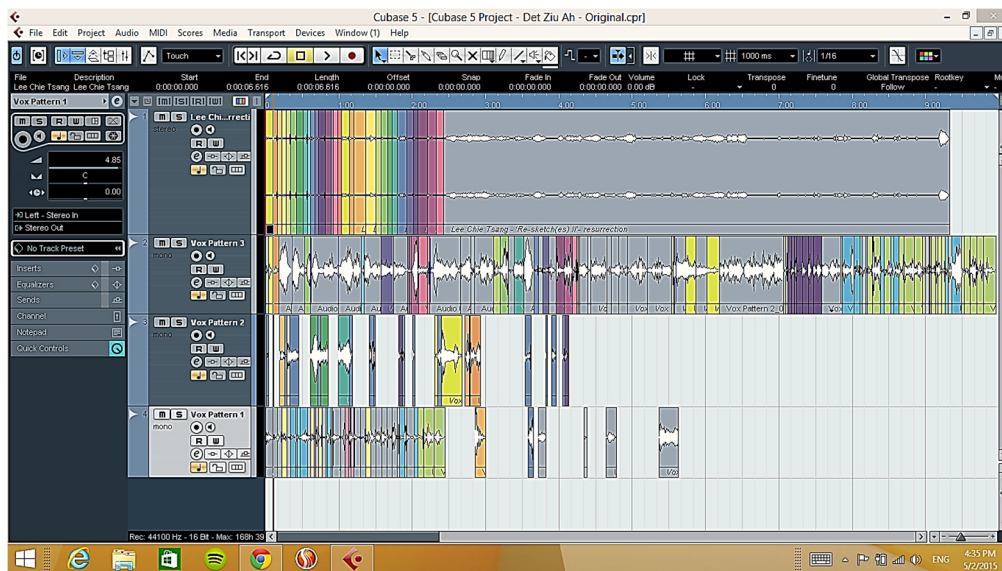 Cubase 5 - [Cubase 5 Project - Det Ziu Ah - Original.cpr]
File Edit Project Audio MIDI Scores Media Transport Devices Window (1) Help
Touch 1000 ms 1/16
File Description Start End Length Offset Snap Fade In Fade Out Volume Lock Transpose Finetune Global Transpose Rootkey
Lee Chie Tsang Lee Chie Tsang 0:00:00.000 0:00:06.616 0:00:06.616 0:00:00.000 0:00:00.000 0:00:00.000 0:00:00.000 0.00 dB - 0 0 Follow -
Vox Pattern 1
1:00 2:00 3:00 4:00 5:00 6:00 7:00 8:00 9:00
M S R W
4.85
C
0.00
Left - Stereo In
Stereo Out
No Track Preset
Inserts
Equalizers
Sends
Channel
Notepad
Quick Controls
1 M S Lee Chi...rrecti
stereo
R W
Lee Chie Tsang - 'Re-sketch(es) II'- resurrection
2 M S Vox Pattern 3
mono
R W
Audio Vox Pattern 2_0
3 M S Vox Pattern 2
mono
R W
Vox
4 M S Vox Pattern 1
mono
R W
Vox
Rec: 44100 Hz - 16 Bit - Max: 168h 39
ENG
4:35 PM
5/2/2015